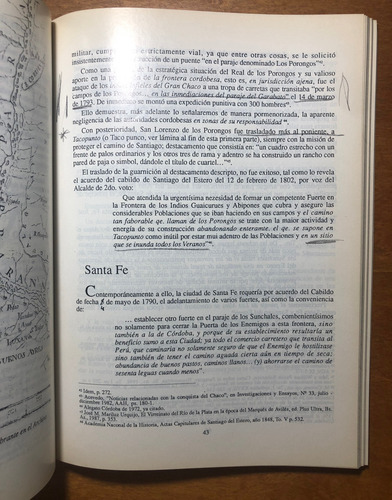 militar, cumplió estrictamente vial, ya que entre otras cosas, se le solicitó
insistentemente la construcción de un puente "en el paraje denominado Los Porongos".
Como una de la estratégica situación del Real de los Porongos y su valioso
aporte en la de la frontera cordobesa, esto es, en jurisdicción ajena, fue el
ataque de los infieles del Gran Chaco a una tropa de carretas que transitaba "por los
campos de los Porongos... en las inmediaciones del paraje del Garabato" el 14 de marzo
de 1793. De inmediato se montó una expedición punitiva con 300 hombres
Ello demuestra, más adelante lo señalaremos de manera pormenorizada, la aparente
negligencia de las autoridades cordobesas en zonas de su responsabilidad
Con posterioridad, San Lorenzo de los Porongos fue trasladado más al poniente, a
Tacopunto (o Taco punco, ver lámina al fin de esta primera parte), siempre con la misión de
proteger el camino de Santiago; destacamento que consistía en: "un cuadro estrecho con un
frente de palos ordinarios y los otros tres de rama y adentro se ha construido un rancho con
pared de paja o simbol, dándole el título de cuartel..."
El traslado de la guarnición al destacamento descripto, no fue exitoso, tal como lo revela
el acuerdo del cabildo de Santiago del Estero del 12 de febrero de 1802, por voz del
Alcalde de 2do. voto:
Que atendida la urgentísima necesidad de formar un competente Fuerte en
la Frontera de los Indios Guaicurues y Abipones que cubra y asegure las
considerables Poblaciones que se iban haciendo en sus campos y el camino
tan faborable qe. llaman de los Porongos se trate con la maior actividad y
energía de su construcción abandonando enterante. el qe. se supone en
Tacopunto como inútil por estar mui adentro de las Poblaciones y en un sitio
que se inunda todos los Veranos"
Santa Fe
Contemporáneamente a ello, la ciudad de Santa Fe requería por acuerdo del Cabildo
de fecha de mayo de 1790, el adelantamiento de varios fuertes, así como la conveniencia
de:
... establecer otro fuerte en el paraje de los Sunchales, combenientísimo
no solamente para cerrar la Puerta de los Enemigos a esta frontera, sino
también a la de Córdoba, y porque de su establecimiento resultaría un
beneficio sumo a esta Ciudad; ya todo el comercio carretero que transita al
Perú, que caminaría no solamente seguro de que el Enemigo le hostilizase
sino también de tener el camino aguada cierta aún en tiempo de seca:
abundancia de buenos pastos, caminos llanos... (y) ahorrarse el camino de
sesenta leguas cuando menos".
Idem, p. 272.
Acevedo, "Noticias relacionadas con la conquista del Chaco", en Investigaciones y Ensayos, Nº 33, julio -
diciembre.1982, AAH, ps. 180-1.
Alegato Córdoba de 1972, ya citado.
José M. Mariluz Urquijo, El Virreinato del Río de la Plata en la época del Marqués de Avilés, ed. Plus Ultra, Bs.
As., 1987, p. 353.
Academia Nacional de la Historia, Actas Capitulares de Santiago del Estero, año 1848, To. V p.532.
43